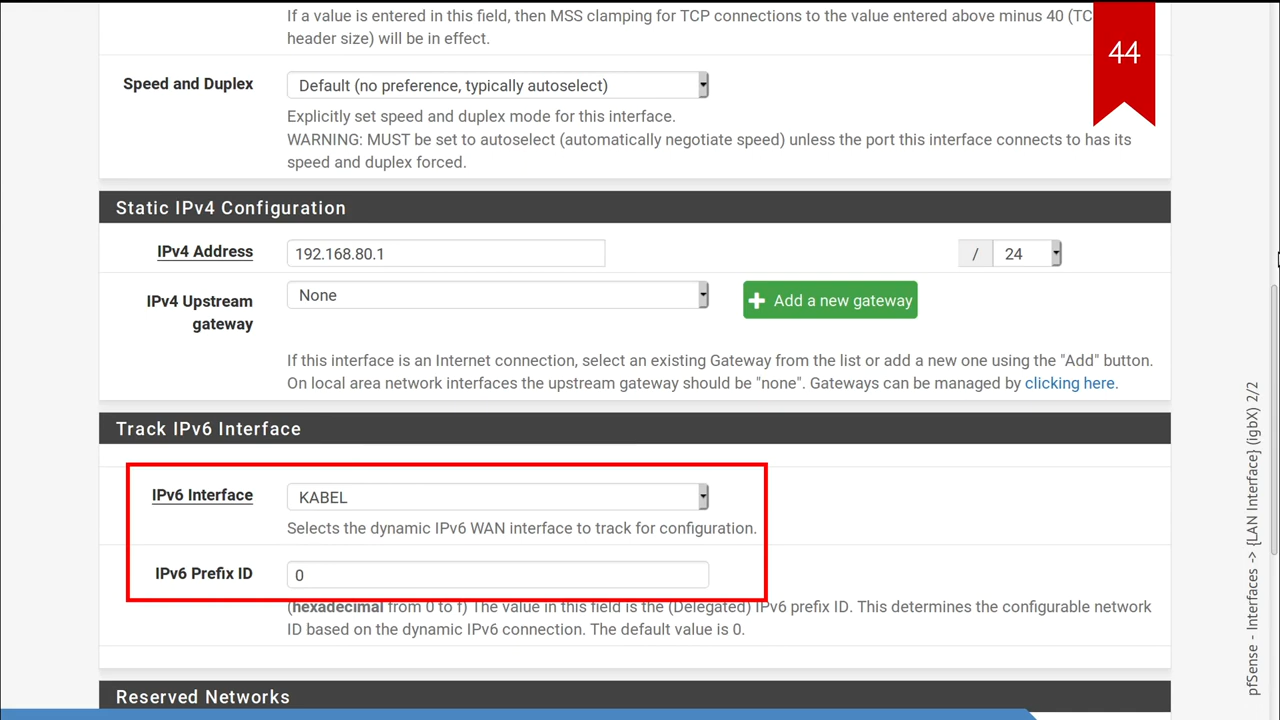 If a value is entered in this field, then MSS clamping for TCP connections to the value entered above minus 40 (TC
header size) will be in effect.
44
Speed and Duplex
Default (no preference, typically autoselect)
Explicitly set speed and duplex mode for this interface.
WARNING: MUST be set to autoselect (automatically negotiate speed) unless the port this interface connects to has its
speed and duplex forced.
Static IPv4 Configuration
IPv4 Address
192.168.80.1
/
24
IPv4 Upstream
gateway
None
Add a new gateway
If this interface is an Internet connection, select an existing Gateway from the list or add a new one using the "Add" button.
On local area network interfaces the upstream gateway should be "none". Gateways can be managed by clicking here.
Track IPv6 Interface
IPv6 Interface
KABEL
Selects the dynamic IPv6 WAN interface to track for configuration.
IPv6 Prefix ID
0
(hexadecimal from 0 to f) The value in this field is the (Delegated) IPv6 prefix ID. This determines the configurable network
ID based on the dynamic IPv6 connection. The default value is 0.
Reserved Networks
pfSense - Interfaces -> {LAN Interface} (igbX) 2/2